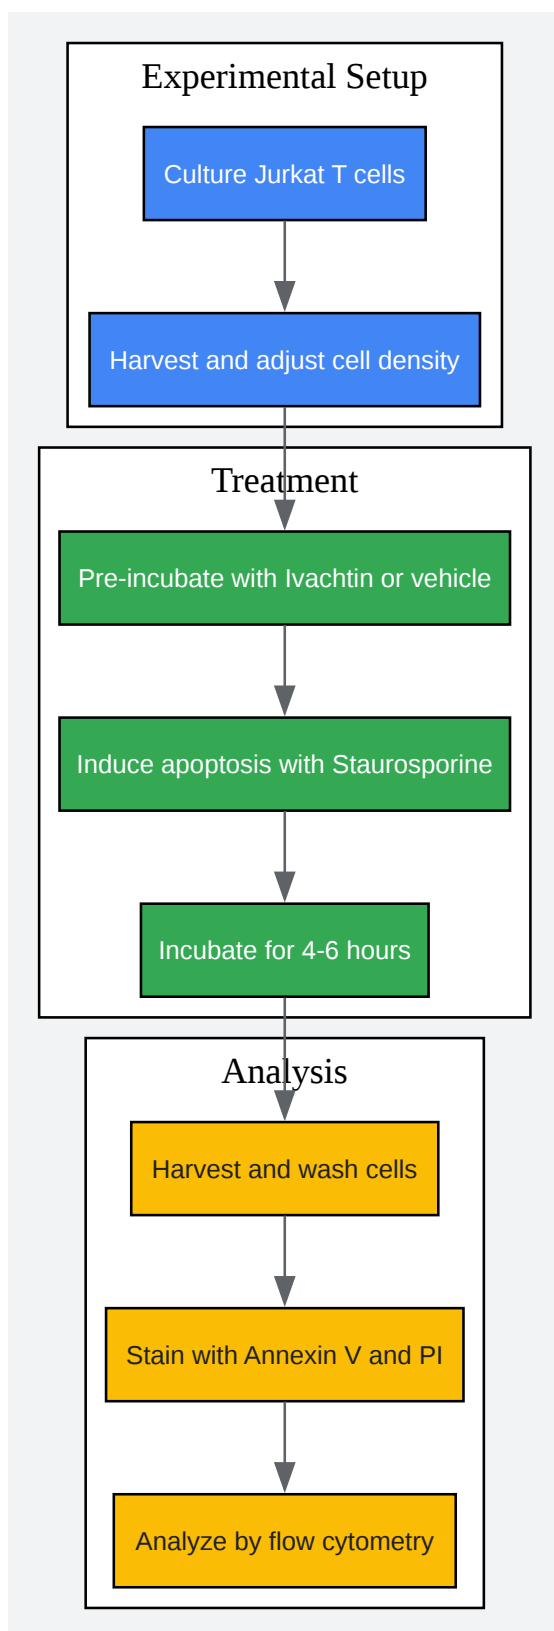 Experimental Setup
Culture Jurkat T cells
Harvest and adjust cell density
Treatment
Pre-incubate with Ivachtin or vehicle
Induce apoptosis with Staurosporine
Incubate for 4-6 hours
Analysis
Harvest and wash cells
Stain with Annexin V and PI
Analyze by flow cytometry